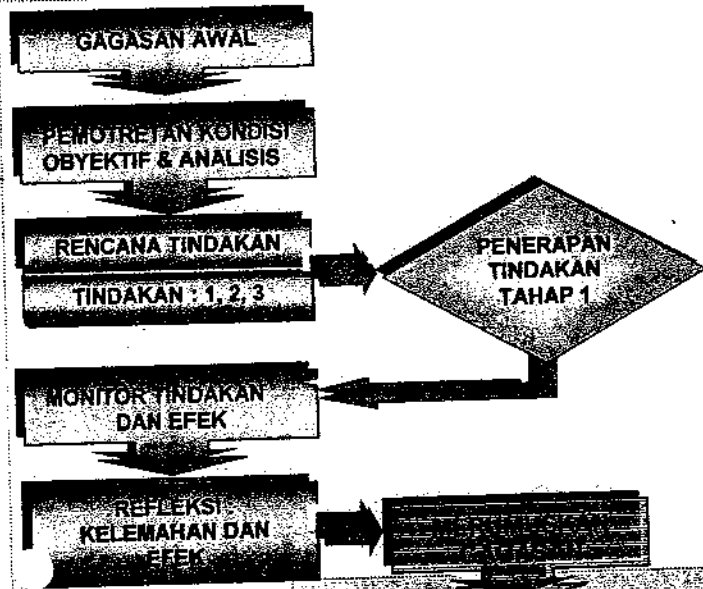 GAGASAN AWAL
PEMOTRETAN KONDISI
OBYEKTIF & ANALISIS
RENCANA TINDAKAN
TINDAKAN : 1, 2, 3
PENERAPAN
TINDAKAN
TAHAP 1
MONITOR TINDAKAN
DAN EFEK
REFLEKSI :
KELEMAHAN DAN
EFEK